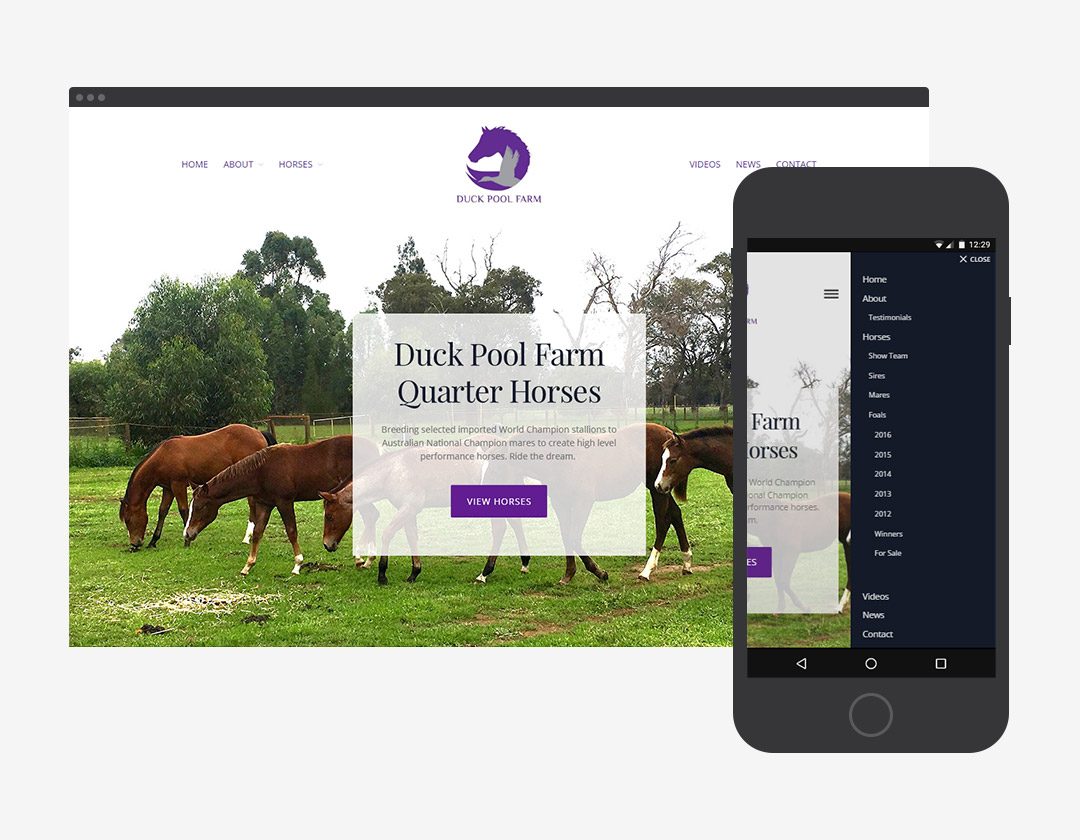 HOME ABOUT HORSES
DUCK POOL FARM
VIDEOS NEWS CONTACT
Duck Pool Farm
Quarter Horses
Breeding selected imported World Champion stallions to
Australian National Champion mares to create high level
performance horses. Ride the dream.
VIEW HORSES
12:29
CLOSE
RM
Farm
orses
World Champion
onal Champion
rformance horses.
m.
ES
Home
About
Testimonials
Horses
Show Team
Sires
Mares
Foals
2016
2015
2014
2013
2012
Winners
For Sale
Videos
News
Contact